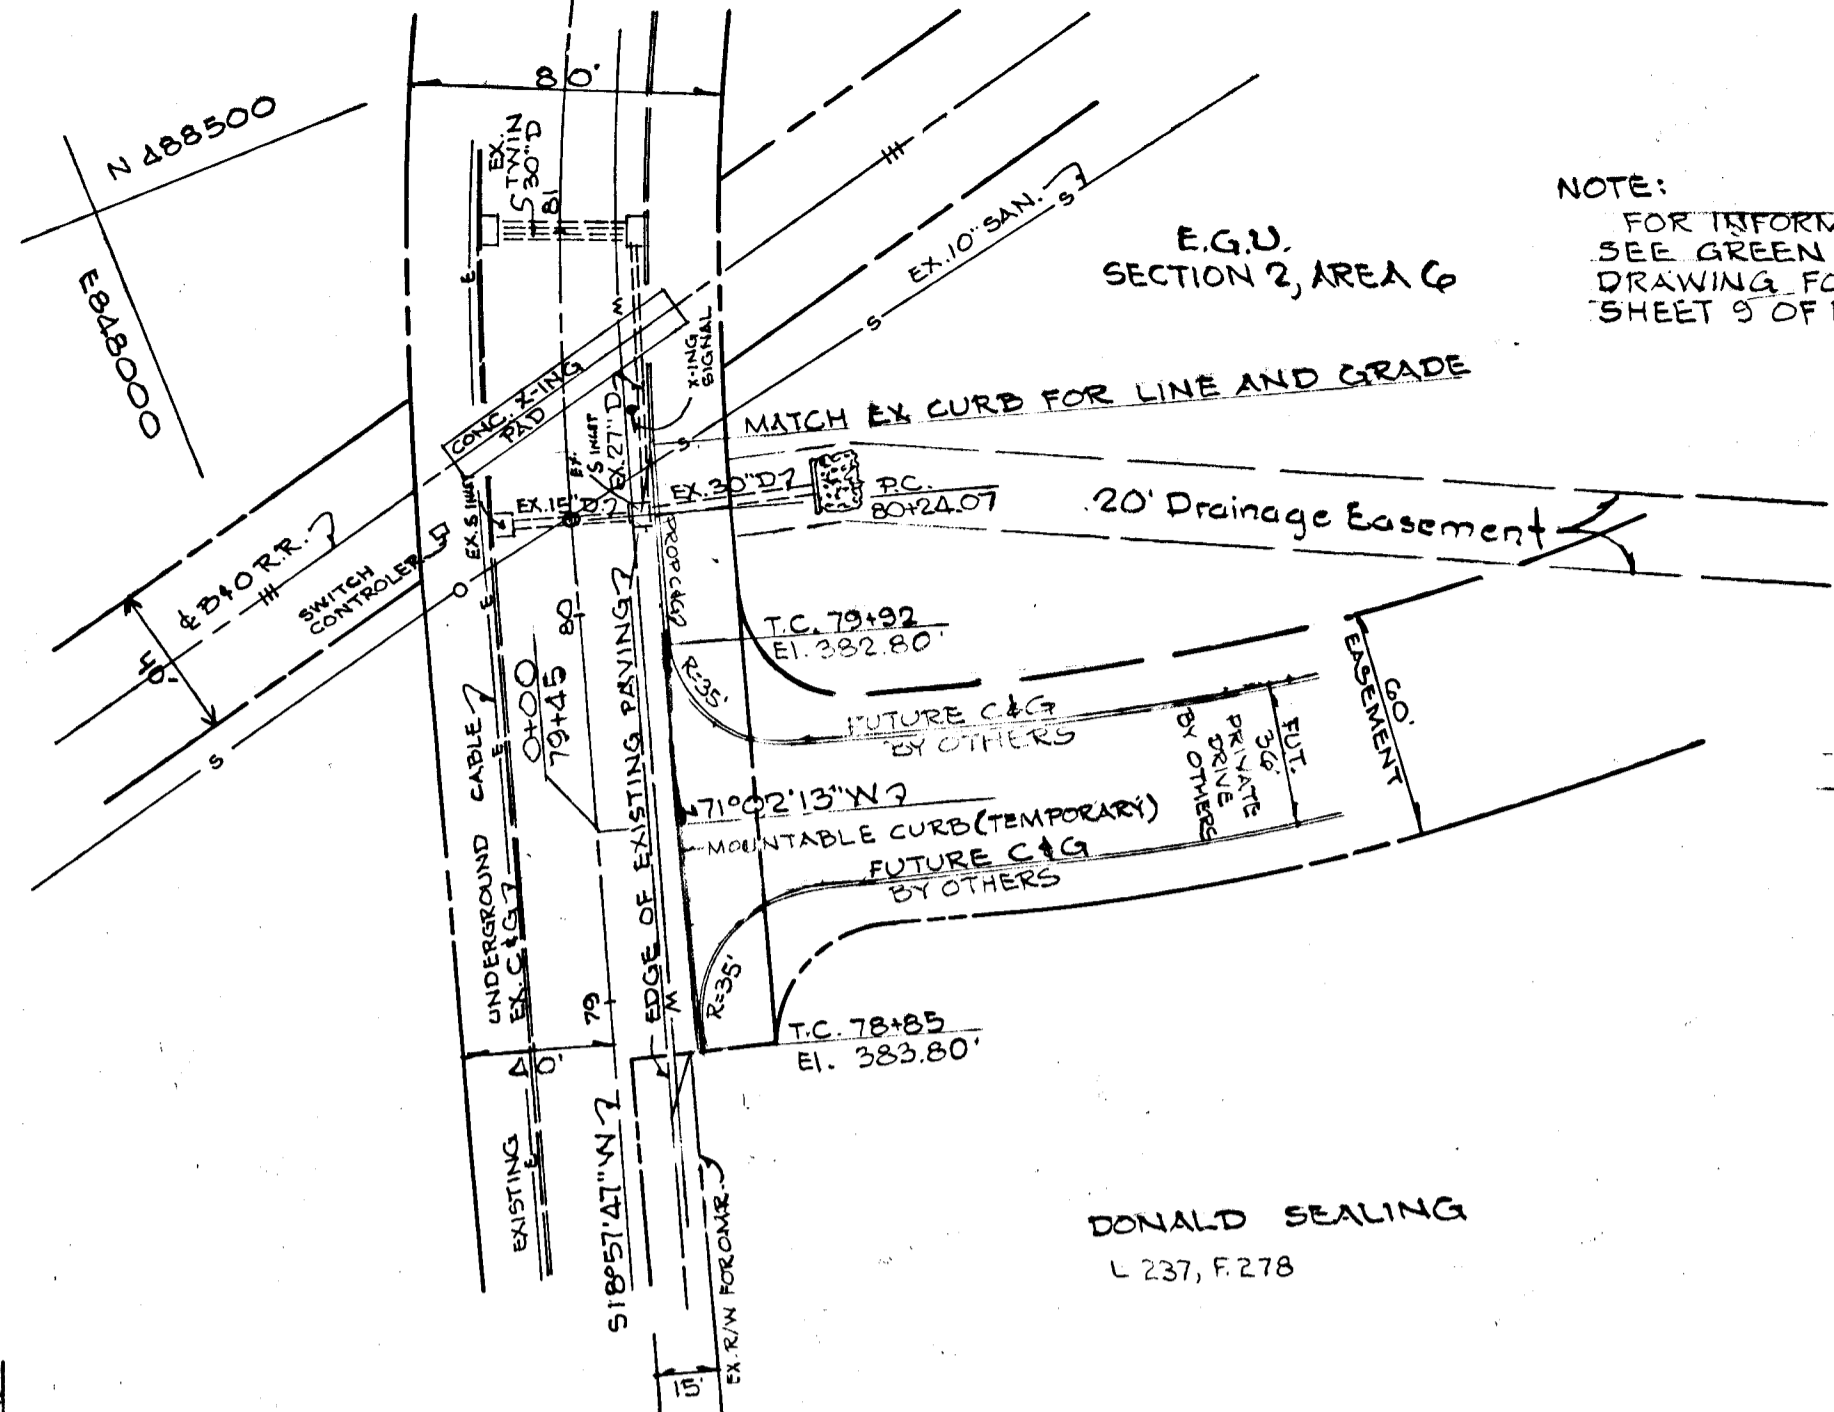 N 488500
E848000
80'
EX.
TWIN
30"D
81
E
M
X-ING
SIGNAL
CONC. X-ING
PAD
EX. 10" SAN.
S
S
S
E.G.U.
SECTION 2, AREA 6
NOTE:
FOR INFORM
SEE GREEN
DRAWING FO
SHEET 9 OF
MATCH EX CURB FOR LINE AND GRADE
EX. S INLET
EX. 15" D
EX.
S INLET
EX. 27" D
EX. 30" D
P.C.
80+24.07
20' Drainage Easement
℄ B&O R.R.
SWITCH
CONTROLER
40'
S
E
80
PROP C&G
T.C. 79+92
El. 382.80'
R=35'
0+00
79+45
UNDERGROUND CABLE
EX. C&G
E
EDGE OF EXISTING PAVING
FUTURE C&G
BY OTHERS
FUT.
36'
PRIVATE
DRIVE
BY OTHERS
60'
EASEMENT
N71°02'13"W
MOUNTABLE CURB (TEMPORARY)
FUTURE C&G
BY OTHERS
R=35'
79
M
T.C. 78+85
El. 383.80'
40'
EXISTING
E
S18°57'47"W
EX. R/W FOROMR.
15'
DONALD SEALING
L 237, F. 278